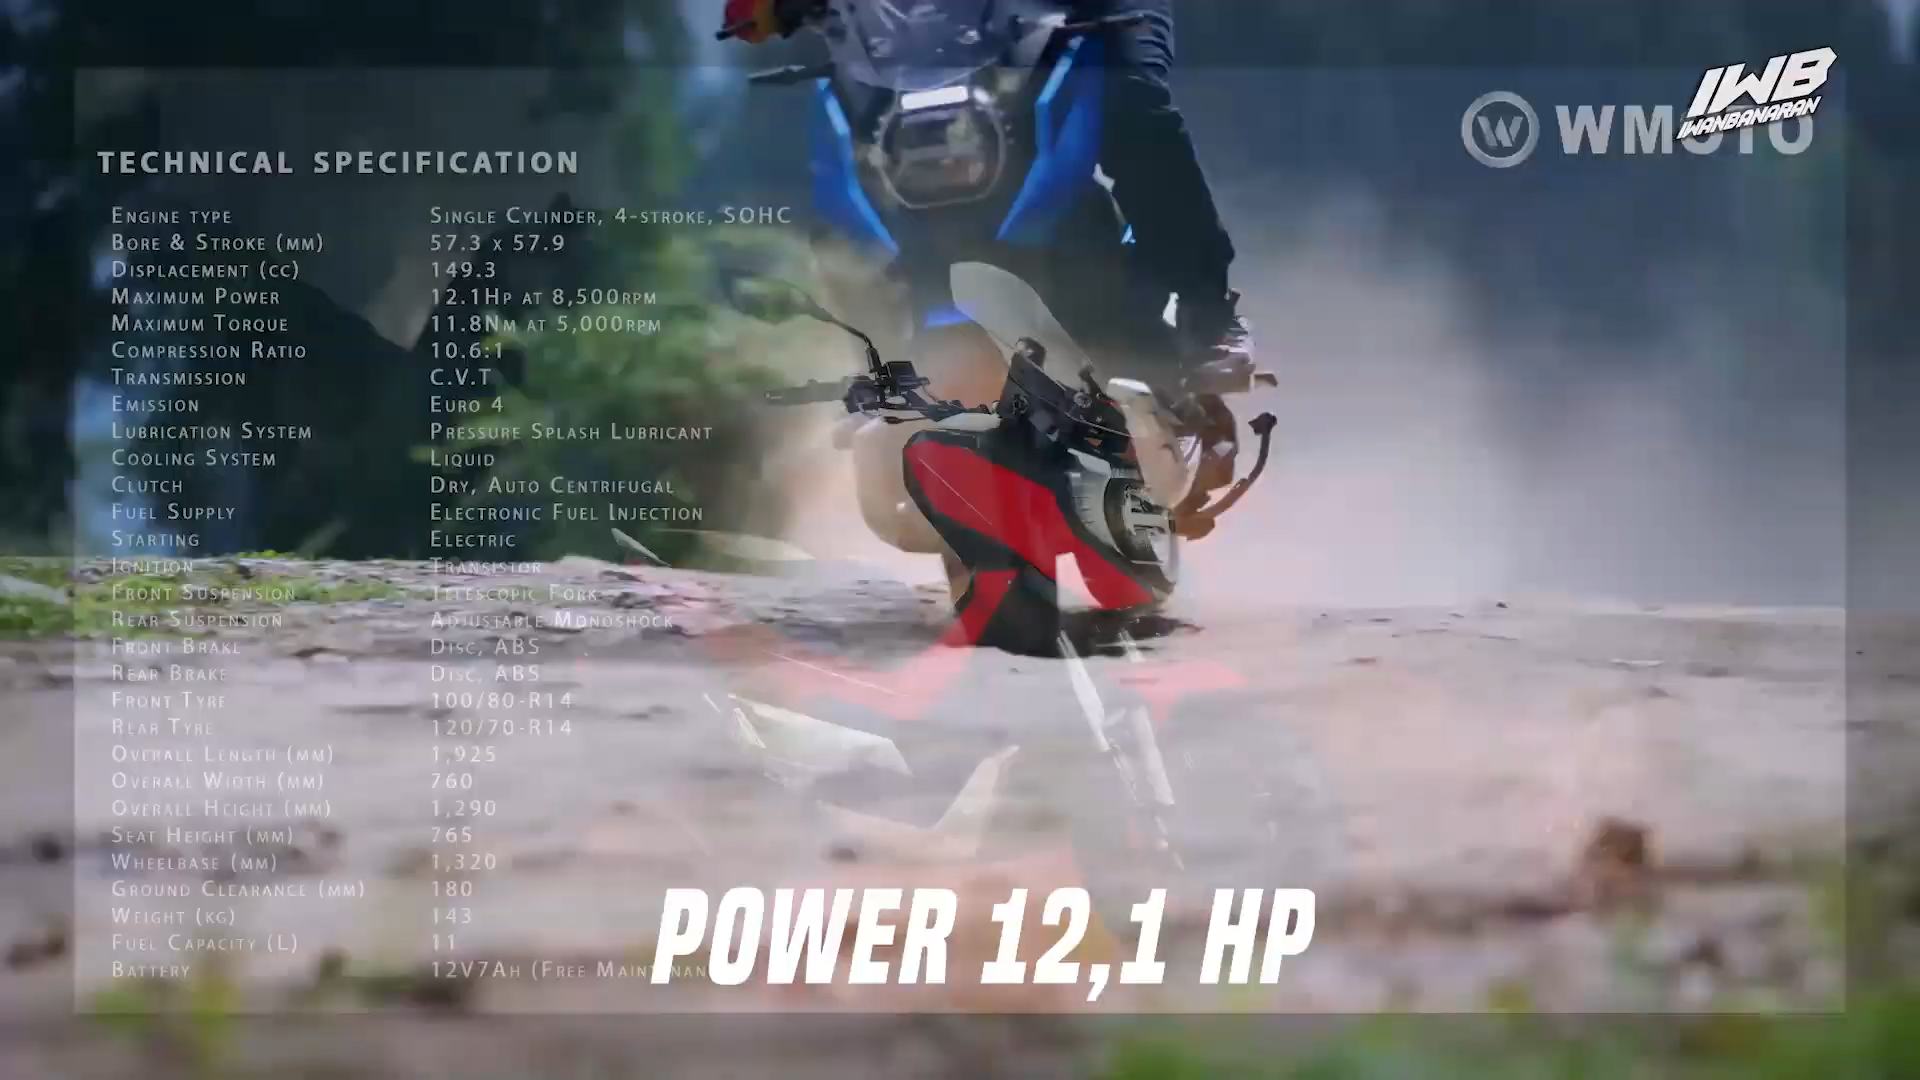 IWB
IWANBANARAN
WMOTO
TECHNICAL SPECIFICATION
ENGINE TYPE SINGLE CYLINDER, 4-STROKE, SOHC
BORE & STROKE (MM) 57.3 X 57.9
DISPLACEMENT (CC) 149.3
MAXIMUM POWER 12.1HP AT 8,500RPM
MAXIMUM TORQUE 11.8NM AT 5,000RPM
COMPRESSION RATIO 10.6:1
TRANSMISSION C.V.T
EMISSION EURO 4
LUBRICATION SYSTEM PRESSURE SPLASH LUBRICANT
COOLING SYSTEM LIQUID
CLUTCH DRY, AUTO CENTRIFUGAL
FUEL SUPPLY ELECTRONIC FUEL INJECTION
STARTING ELECTRIC
IGNITION TRANSISTOR
FRONT SUSPENSION TELESCOPIC FORK
REAR SUSPENSION ADJUSTABLE MONOSHOCK
FRONT BRAKE DISC, ABS
REAR BRAKE DISC, ABS
FRONT TYRE 100/80-R14
REAR TYRE 120/70-R14
OVERALL LENGTH (MM) 1,925
OVERALL WIDTH (MM) 760
OVERALL HEIGHT (MM) 1,290
SEAT HEIGHT (MM) 765
WHEELBASE (MM) 1,320
GROUND CLEARANCE (MM) 180
WEIGHT (KG) 143
FUEL CAPACITY (L) 11
BATTERY 12V7AH (FREE
POWER 12,1 HP